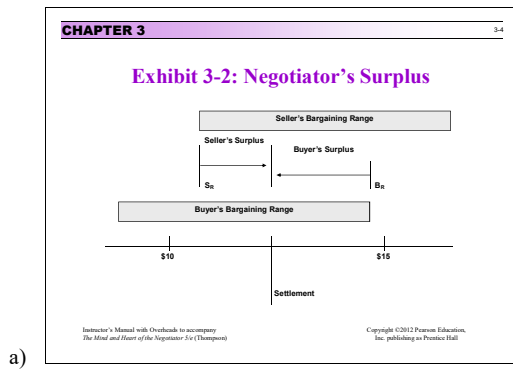 CHAPTER 3
3-4
Exhibit 3-2: Negotiator's Surplus
Seller's Bargaining Range
Seller's Surplus
Buyer's Surplus
SR
BR
Buyer's Bargaining Range
$10
$15
Settlement
Instructor's Manual with Overheads to accompany
The Mind and Heart of the Negotiator 5/e (Thompson)
Copyright ©2012 Pearson Education,
Inc. publishing as Prentice Hall
a)